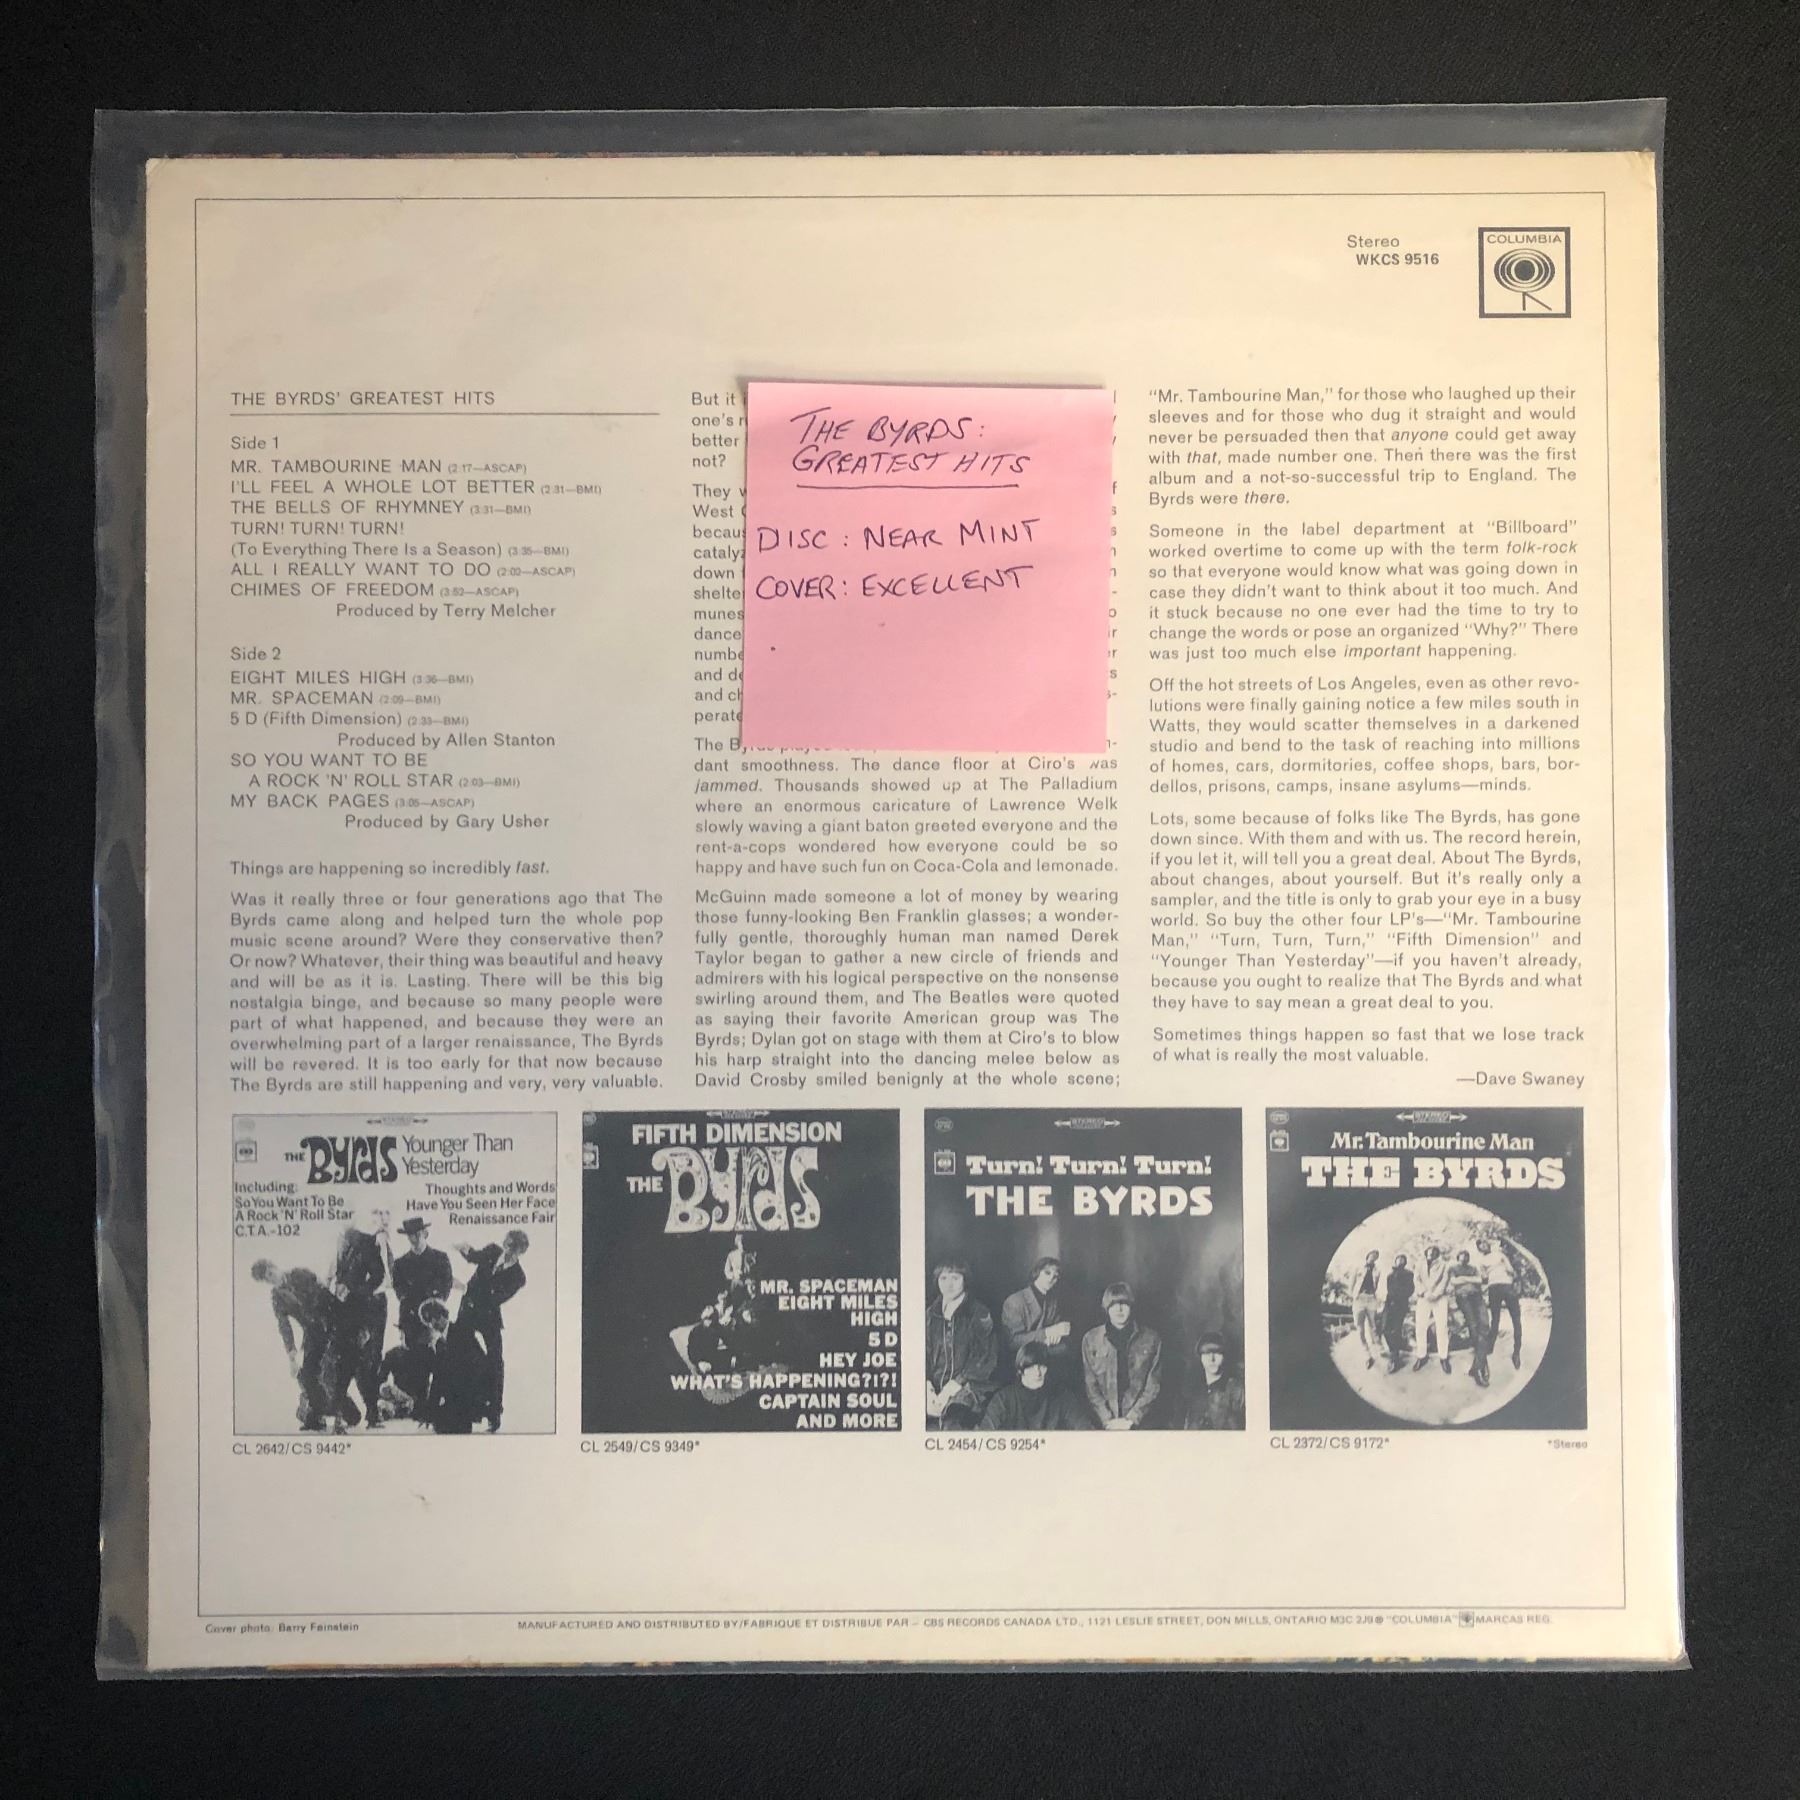 Stereo
WKCS 9516
COLUMBIA
THE BYRDS' GREATEST HITS
Side 1
MR. TAMBOURINE MAN (2:17—ASCAP)
I'LL FEEL A WHOLE LOT BETTER (2:31—BMI)
THE BELLS OF RHYMNEY (3:31—BMI)
TURN! TURN! TURN!
(To Everything There Is a Season) (3:35—BMI)
ALL I REALLY WANT TO DO (2:02—ASCAP)
CHIMES OF FREEDOM (3:52—ASCAP)
Produced by Terry Melcher
Side 2
EIGHT MILES HIGH (3:36—BMI)
MR. SPACEMAN (2:09—BMI)
5 D (Fifth Dimension) (2:33—BMI)
Produced by Allen Stanton
SO YOU WANT TO BE
A ROCK 'N' ROLL STAR (2:03—BMI)
MY BACK PAGES (3:05—ASCAP)
Produced by Gary Usher
Things are happening so incredibly fast.
Was it really three or four generations ago that The
Byrds came along and helped turn the whole pop
music scene around? Were they conservative then?
Or now? Whatever, their thing was beautiful and heavy
and will be as it is. Lasting. There will be this big
nostalgia binge, and because so many people were
part of what happened, and because they were an
overwhelming part of a larger renaissance, The Byrds
will be revered. It is too early for that now because
The Byrds are still happening and very, very valuable.
But it
one's
better
not?
They
West
down
dance
and
and
The
dant smoothness. The dance floor at Ciro's was
jammed. Thousands showed up at The Palladium
where an enormous caricature of Lawrence Welk
slowly waving a giant baton greeted everyone and the
rent-a-cops wondered how everyone could be so
happy and have such fun on Coca-Cola and lemonade.
McGuinn made someone a lot of money by wearing
those funny-looking Ben Franklin glasses; a wonder-
fully gentle, thoroughly human man named Derek
Taylor began to gather a new circle of friends and
admirers with his logical perspective on the nonsense
swirling around them, and The Beatles were quoted
as saying their favorite American group was The
Byrds; Dylan got on stage with them at Ciro's to blow
his harp straight into the dancing melee below as
David Crosby smiled benignly at the whole scene;
THE BYRDS:
GREATEST HITS
DISC: NEAR MINT
COVER: EXCELLENT
"Mr. Tambourine Man," for those who laughed up their
sleeves and for those who dug it straight and would
never be persuaded then that anyone could get away
with that, made number one. Then there was the first
album and a not-so-successful trip to England. The
Byrds were there.
Someone in the label department at "Billboard"
worked overtime to come up with the term folk-rock
so that everyone would know what was going down in
case they didn't want to think about it too much. And
it stuck because no one ever had the time to try to
change the words or pose an organized "Why?" There
was just too much else important happening.
Off the hot streets of Los Angeles, even as other revo-
lutions were finally gaining notice a few miles south in
Watts, they would scatter themselves in a darkened
studio and bend to the task of reaching into millions
of homes, cars, dormitories, coffee shops, bars, bor-
dellos, prisons, camps, insane asylums—minds.
Lots, some because of folks like The Byrds, has gone
down since. With them and with us. The record herein,
if you let it, will tell you a great deal. About The Byrds,
about changes, about yourself. But it's really only a
sampler, and the title is only to grab your eye in a busy
world. So buy the other four LP's—"Mr. Tambourine
Man," "Turn, Turn, Turn," "Fifth Dimension" and
"Younger Than Yesterday"—if you haven't already,
because you ought to realize that The Byrds and what
they have to say mean a great deal to you.
Sometimes things happen so fast that we lose track
of what is really the most valuable.
—Dave Swaney
STEREO
THE BYRDS Younger Than
Yesterday
Including:
So You Want To Be
A Rock 'N' Roll Star
C.T.A.-102
Thoughts and Words
Have You Seen Her Face
Renaissance Fair
CL 2642/CS 9442*
FIFTH DIMENSION
THE BYRDS
MR. SPACEMAN
EIGHT MILES
HIGH
5 D
HEY JOE
WHAT'S HAPPENING?!?!
CAPTAIN SOUL
AND MORE
CL 2549/CS 9349*
STEREO
Turn! Turn! Turn!
THE BYRDS
CL 2454/CS 9254*
STEREO
Mr. Tambourine Man
THE BYRDS
CL 2372/CS 9172*
*Stereo
Cover photo: Barry Feinstein
MANUFACTURED AND DISTRIBUTED BY/FABRIQUE ET DISTRIBUE PAR – CBS RECORDS CANADA LTD., 1121 LESLIE STREET, DON MILLS, ONTARIO M3C 2J9 ® "COLUMBIA" MARCAS REG.